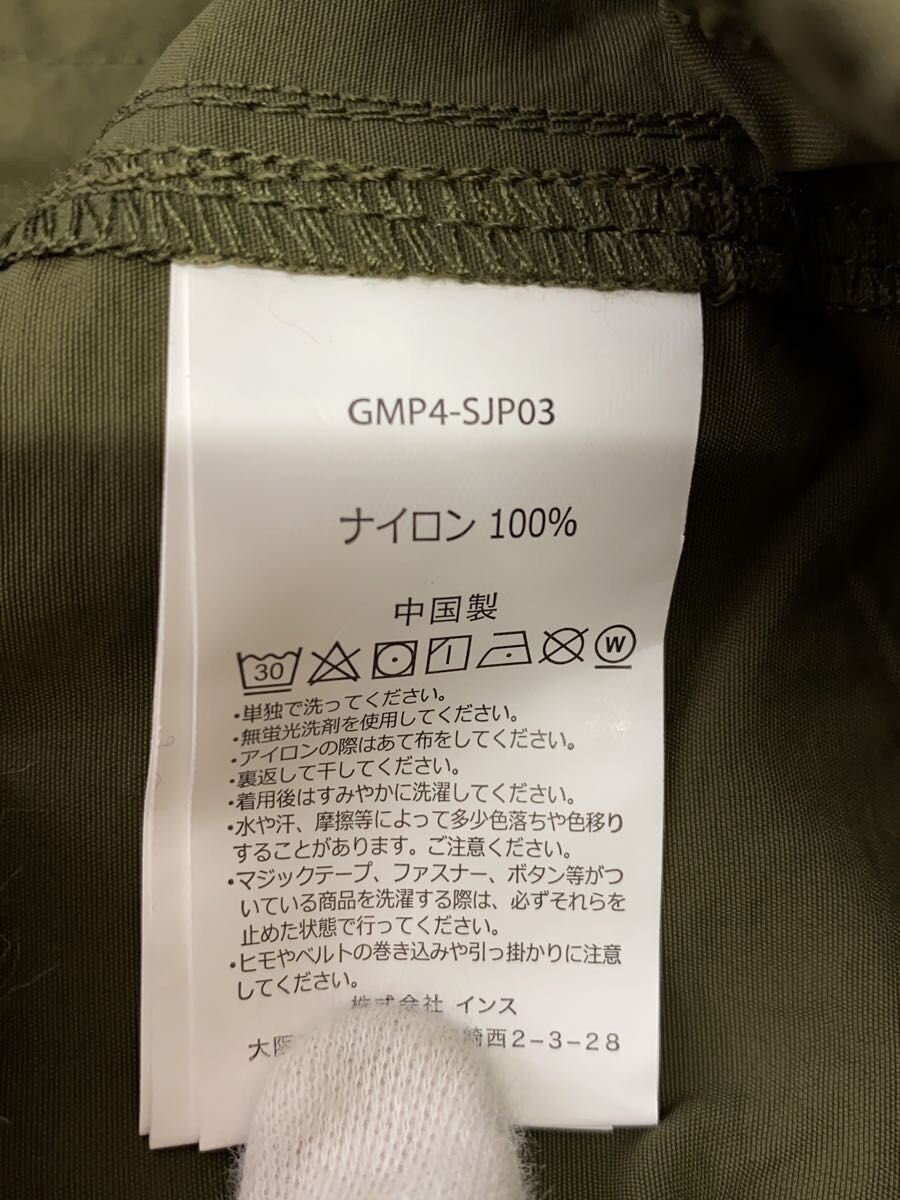 GMP4-SJP03
ナイロン 100%
中国製
30 W
・単独で洗ってください。
・無蛍光洗剤を使用してください。
・アイロンの際はあて布をしてください。
・裏返して干してください。
・着用後はすみやかに洗濯してください。
・水や汗、摩擦等によって多少色落ちや色移り
することがあります。ご注意ください。
・マジックテープ、ファスナー、ボタン等がつ
いている商品を洗濯する際は、必ずそれらを
止めた状態で行ってください。
・ヒモやベルトの巻き込みや引っ掛かりに注意
してください。
株式会社 インス
大阪 崎西2-3-28